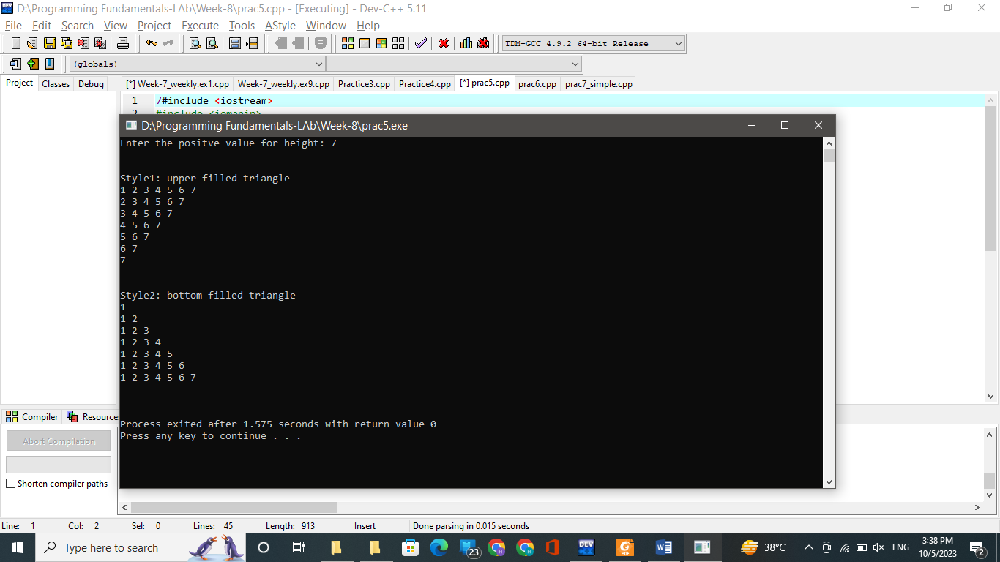 D:\Programming Fundamentals-LAb\Week-8\prac5.cpp - [Executing] - Dev-C++ 5.11
File Edit Search View Project Execute Tools AStyle Window Help
TDM-GCC 4.9.2 64-bit Release
(globals)
Project Classes Debug
[*] Week-7_weekly.ex1.cpp Week-7_weekly.ex9.cpp Practice3.cpp Practice4.cpp [*] prac5.cpp prac6.cpp prac7_simple.cpp
1 7#include <iostream>
2 #include <iomanip>
D:\Programming Fundamentals-LAb\Week-8\prac5.exe
Enter the positve value for height: 7
Style1: upper filled triangle
1 2 3 4 5 6 7
2 3 4 5 6 7
3 4 5 6 7
4 5 6 7
5 6 7
6 7
7
Style2: bottom filled triangle
1
1 2
1 2 3
1 2 3 4
1 2 3 4 5
1 2 3 4 5 6
1 2 3 4 5 6 7
--------------------------------
Process exited after 1.575 seconds with return value 0
Press any key to continue . . .
Compiler Resources
Abort Compilation
Shorten compiler paths
Line: 1 Col: 2 Sel: 0 Lines: 45 Length: 913 Insert Done parsing in 0.015 seconds
Type here to search
23
DEV
PDF
38°C
ENG
3:38 PM
10/5/2023
2